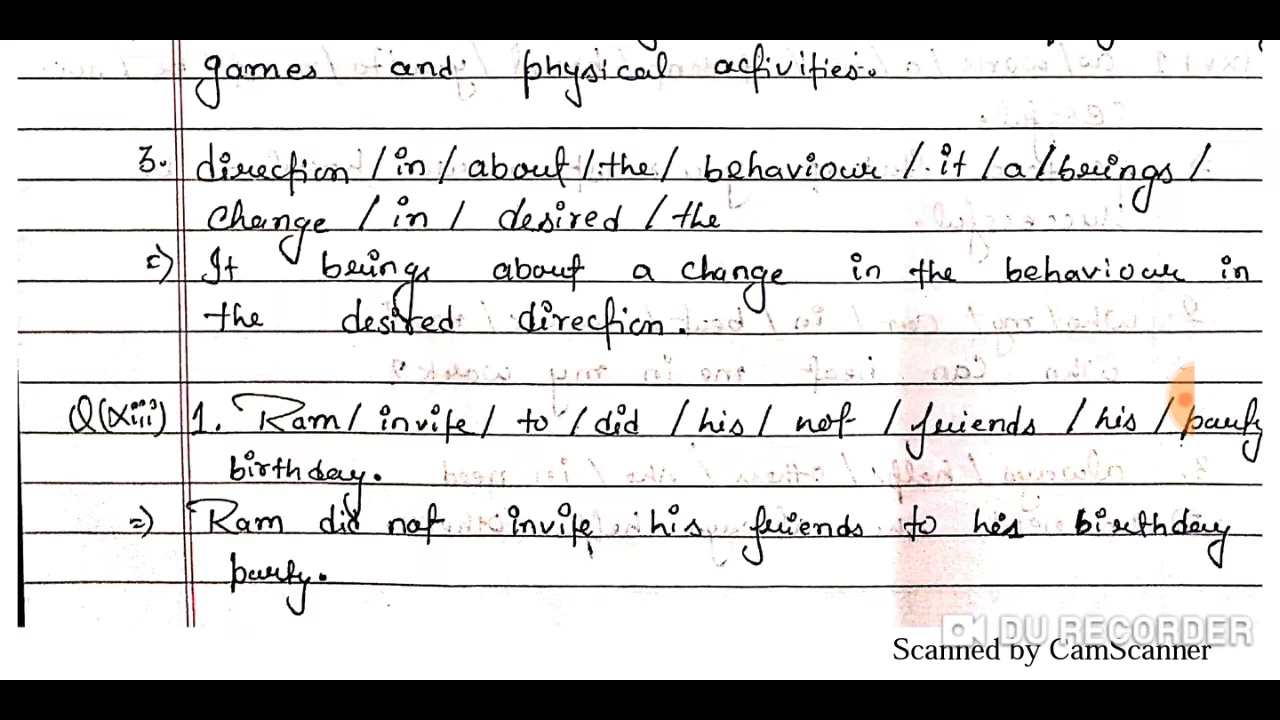 games and physical activities.
3. direction / in / about / the / behaviour / it / a / brings /
change / in / desired / the
=) It brings about a change in the behaviour in
the desired direction.
Q(xiii) 1. Ram / invite / to / did / his / not / friends / his / party
birthday.
=) Ram did not invite his friends to his birthday
party.
DU RECORDER
Scanned by CamScanner